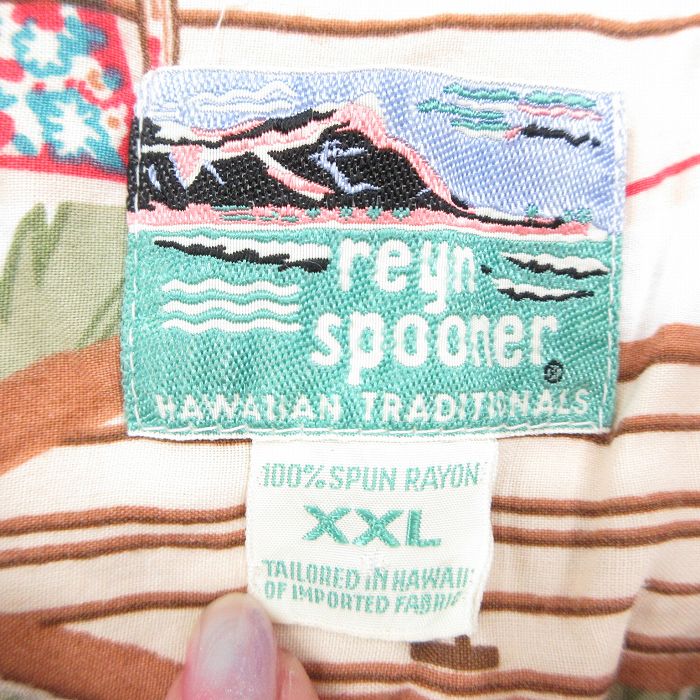 reyn
spooner®
HAWAIIAN TRADITIONALS
100% SPUN RAYON
XXL
TAILORED IN HAWAII
OF IMPORTED FABRIC